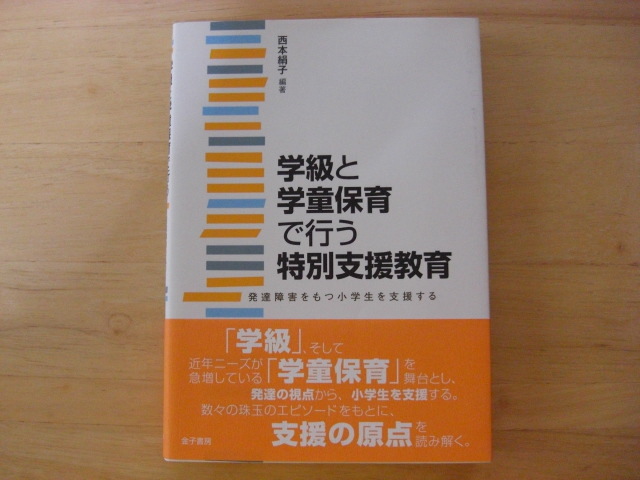 西本絹子 編著
学級と
学童保育
で行う
特別支援教育
発達障害をもつ小学生を支援する
「学級」、そして
近年ニーズが
急増している「学童保育」を舞台とし、
発達の視点から、小学生を支援する。
数々の珠玉のエピソードをもとに、
支援の原点を読み解く。
金子書房